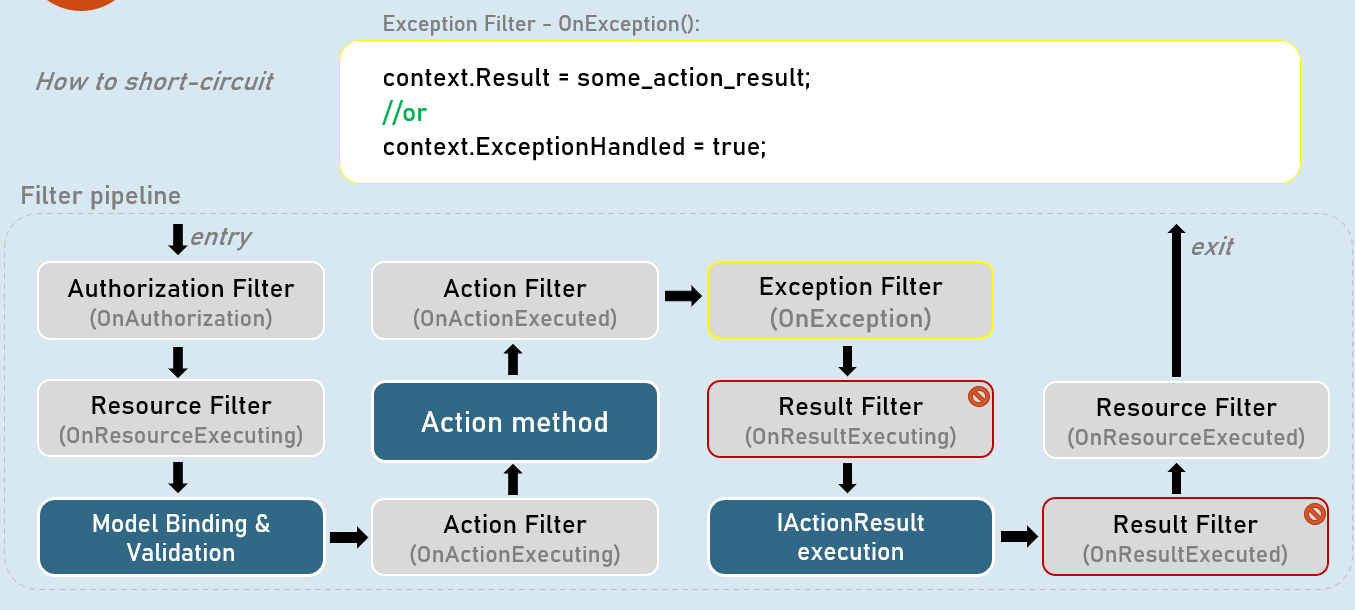 Exception Filter - OnException():
How to short-circuit
context.Result = some_action_result;
//or
context.ExceptionHandled = true;
Filter pipeline
entry
Authorization Filter
(OnAuthorization)
Resource Filter
(OnResourceExecuting)
Model Binding &
Validation
Action Filter
(OnActionExecuting)
Action method
Action Filter
(OnActionExecuted)
Exception Filter
(OnException)
Result Filter
(OnResultExecuting)
IActionResult
execution
Result Filter
(OnResultExecuted)
Resource Filter
(OnResourceExecuted)
exit